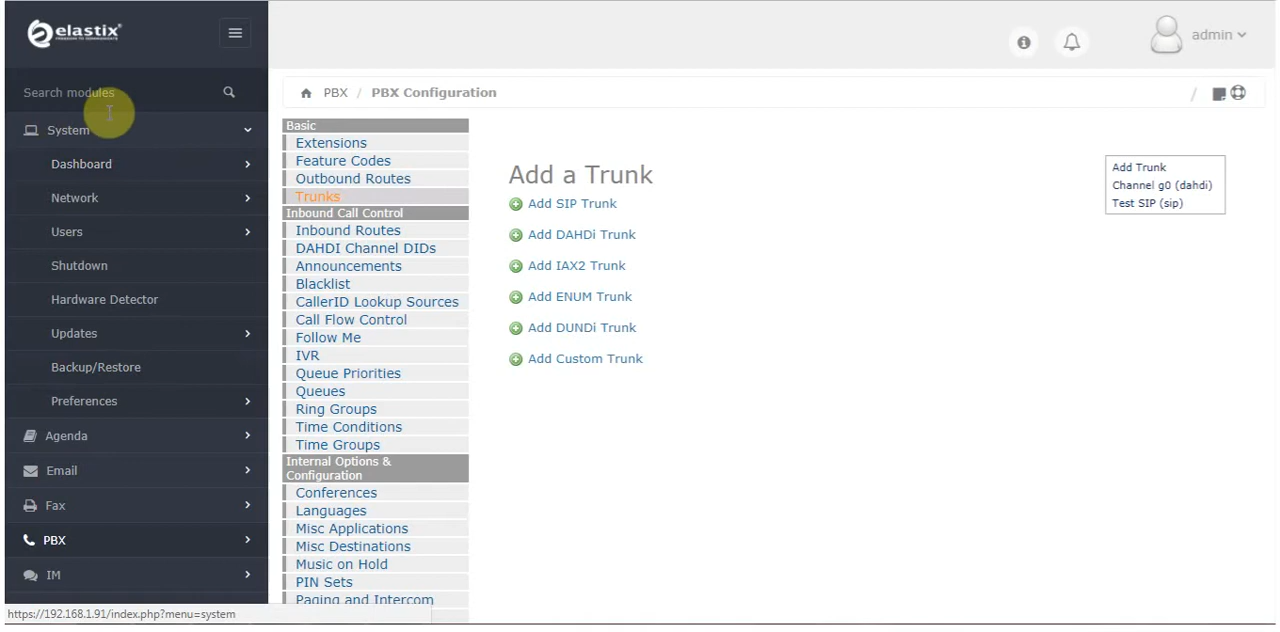 elastix
FREEDOM TO COMMUNICATE
admin
Search modules
System
Dashboard
Network
Users
Shutdown
Hardware Detector
Updates
Backup/Restore
Preferences
Agenda
Email
Fax
PBX
IM
https://192.168.1.91/index.php?menu=system
PBX / PBX Configuration
/
Basic
Extensions
Feature Codes
Outbound Routes
Trunks
Inbound Call Control
Inbound Routes
DAHDI Channel DIDs
Announcements
Blacklist
CallerID Lookup Sources
Call Flow Control
Follow Me
IVR
Queue Priorities
Queues
Ring Groups
Time Conditions
Time Groups
Internal Options &
Configuration
Conferences
Languages
Misc Applications
Misc Destinations
Music on Hold
PIN Sets
Paging and Intercom
Add a Trunk
Add SIP Trunk
Add DAHDi Trunk
Add IAX2 Trunk
Add ENUM Trunk
Add DUNDi Trunk
Add Custom Trunk
Add Trunk
Channel g0 (dahdi)
Test SIP (sip)